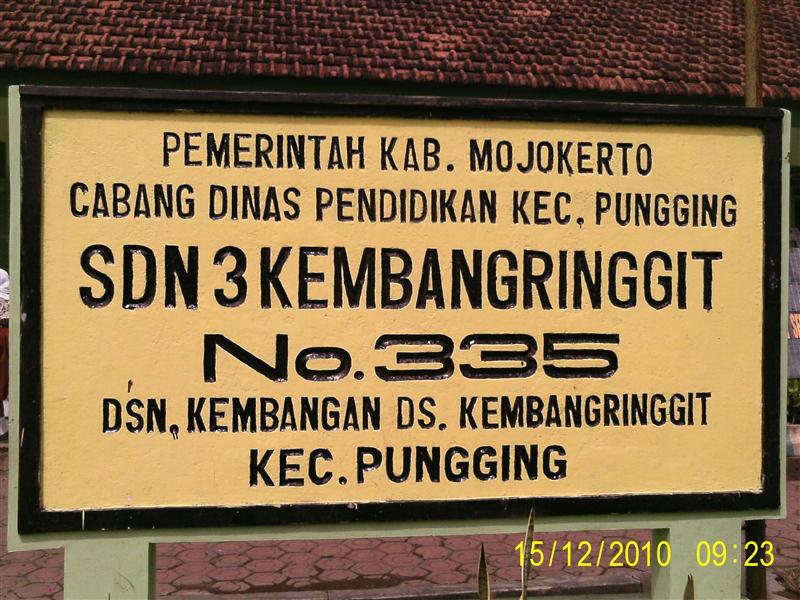 PEMERINTAH KAB. MOJOKERTO
CABANG DINAS PENDIDIKAN KEC. PUNGGING
SDN 3 KEMBANGRINGGIT
No. 335
DSN. KEMBANGAN DS. KEMBANGRINGGIT
KEC. PUNGGING
15/12/2010 09:23